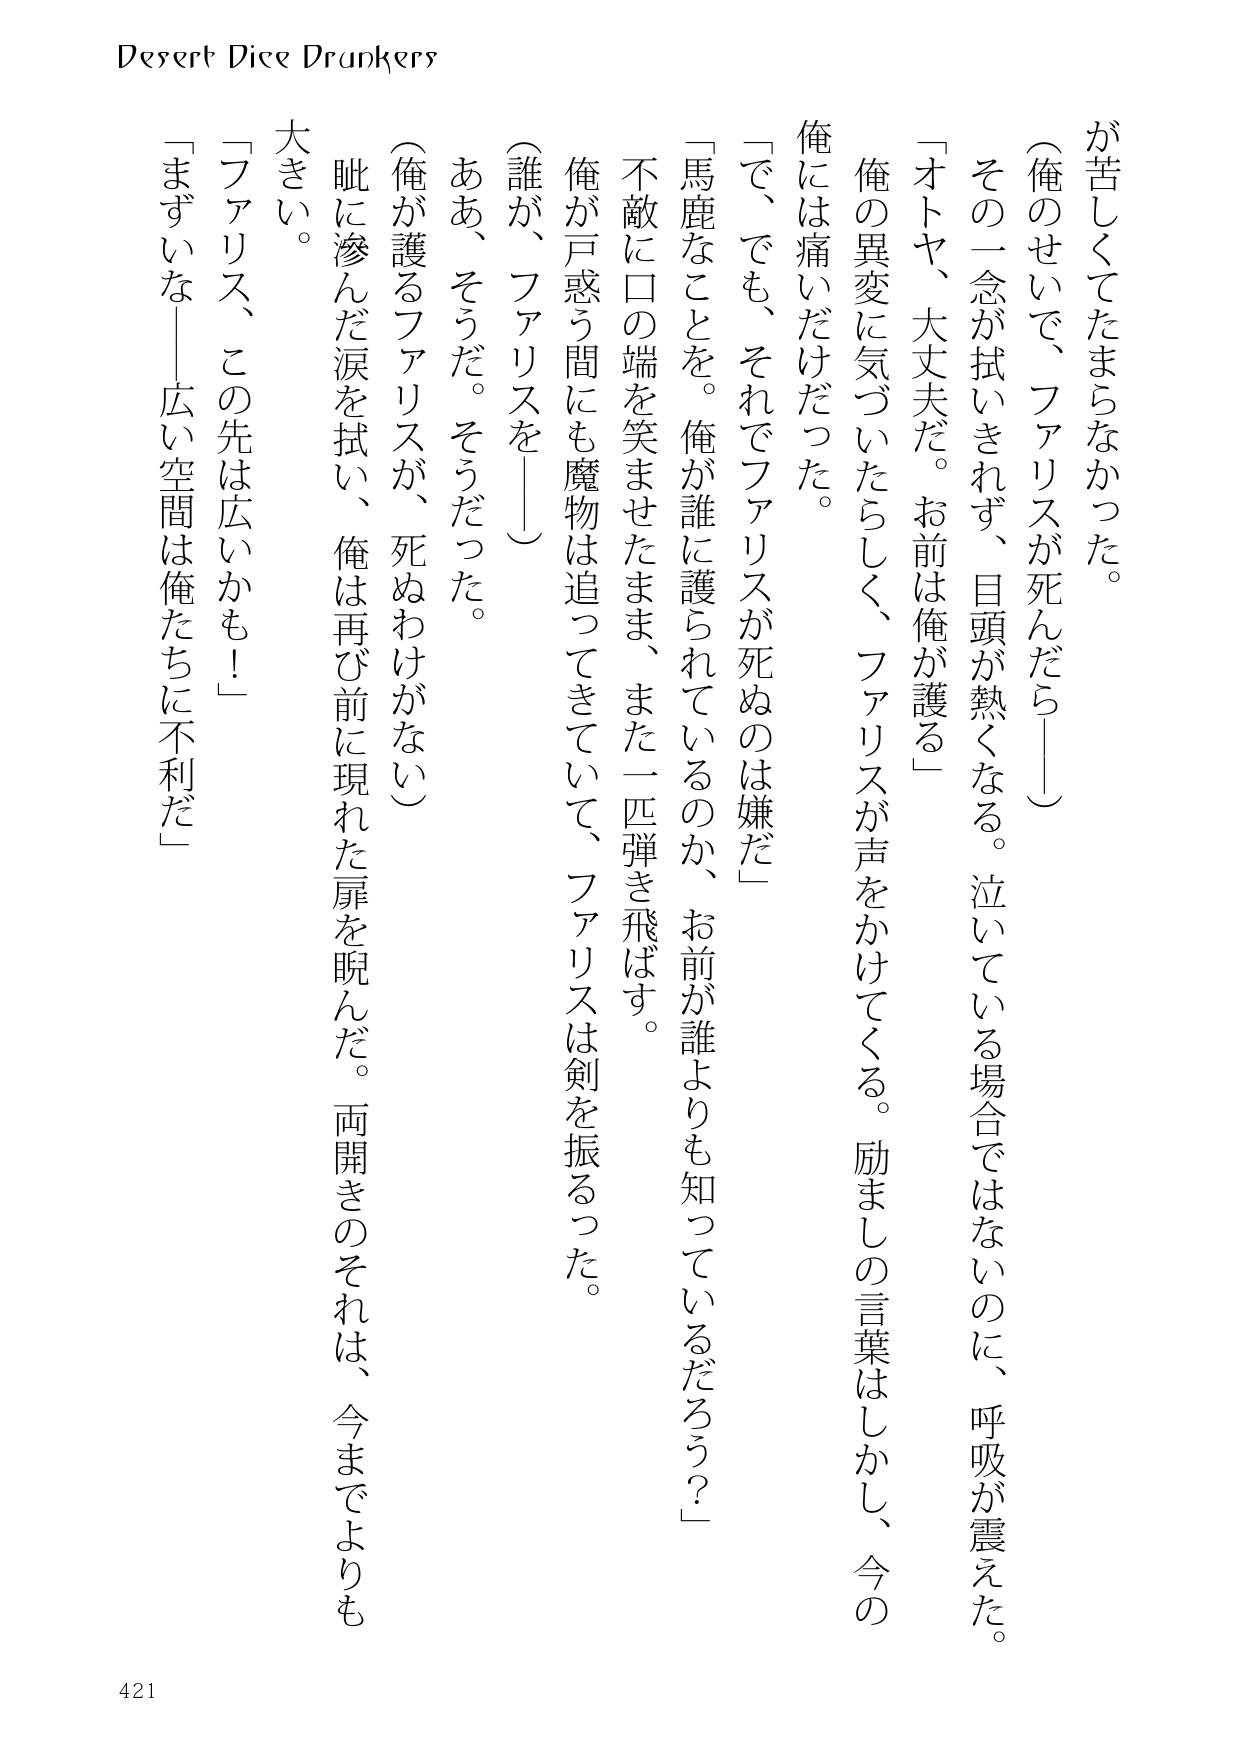 Desert Dice Drunkers
が苦しくてたまらなかった。
（俺のせいで、ファリスが死んだら――）
その一念が拭いきれず、目頭が熱くなる。泣いている場合ではないのに、呼吸が震えた。
「オトヤ、大丈夫だ。お前は俺が護る」
俺の異変に気づいたらしく、ファリスが声をかけてくる。励ましの言葉はしかし、今の
俺には痛いだけだった。
「で、でも、それでファリスが死ぬのは嫌だ」
「馬鹿なことを。俺が誰に護られているのか、お前が誰よりも知っているだろう？」
不敵に口の端を笑ませたまま、また一匹弾き飛ばす。
俺が戸惑う間にも魔物は追ってきていて、ファリスは剣を振るった。
（誰が、ファリスを――）
ああ、そうだ。そうだった。
（俺が護るファリスが、死ぬわけがない）
眦に滲んだ涙を拭い、俺は再び前に現れた扉を睨んだ。両開きのそれは、今までよりも
大きい。
「ファリス、この先は広いかも！」
「まずいな――広い空間は俺たちに不利だ」
421